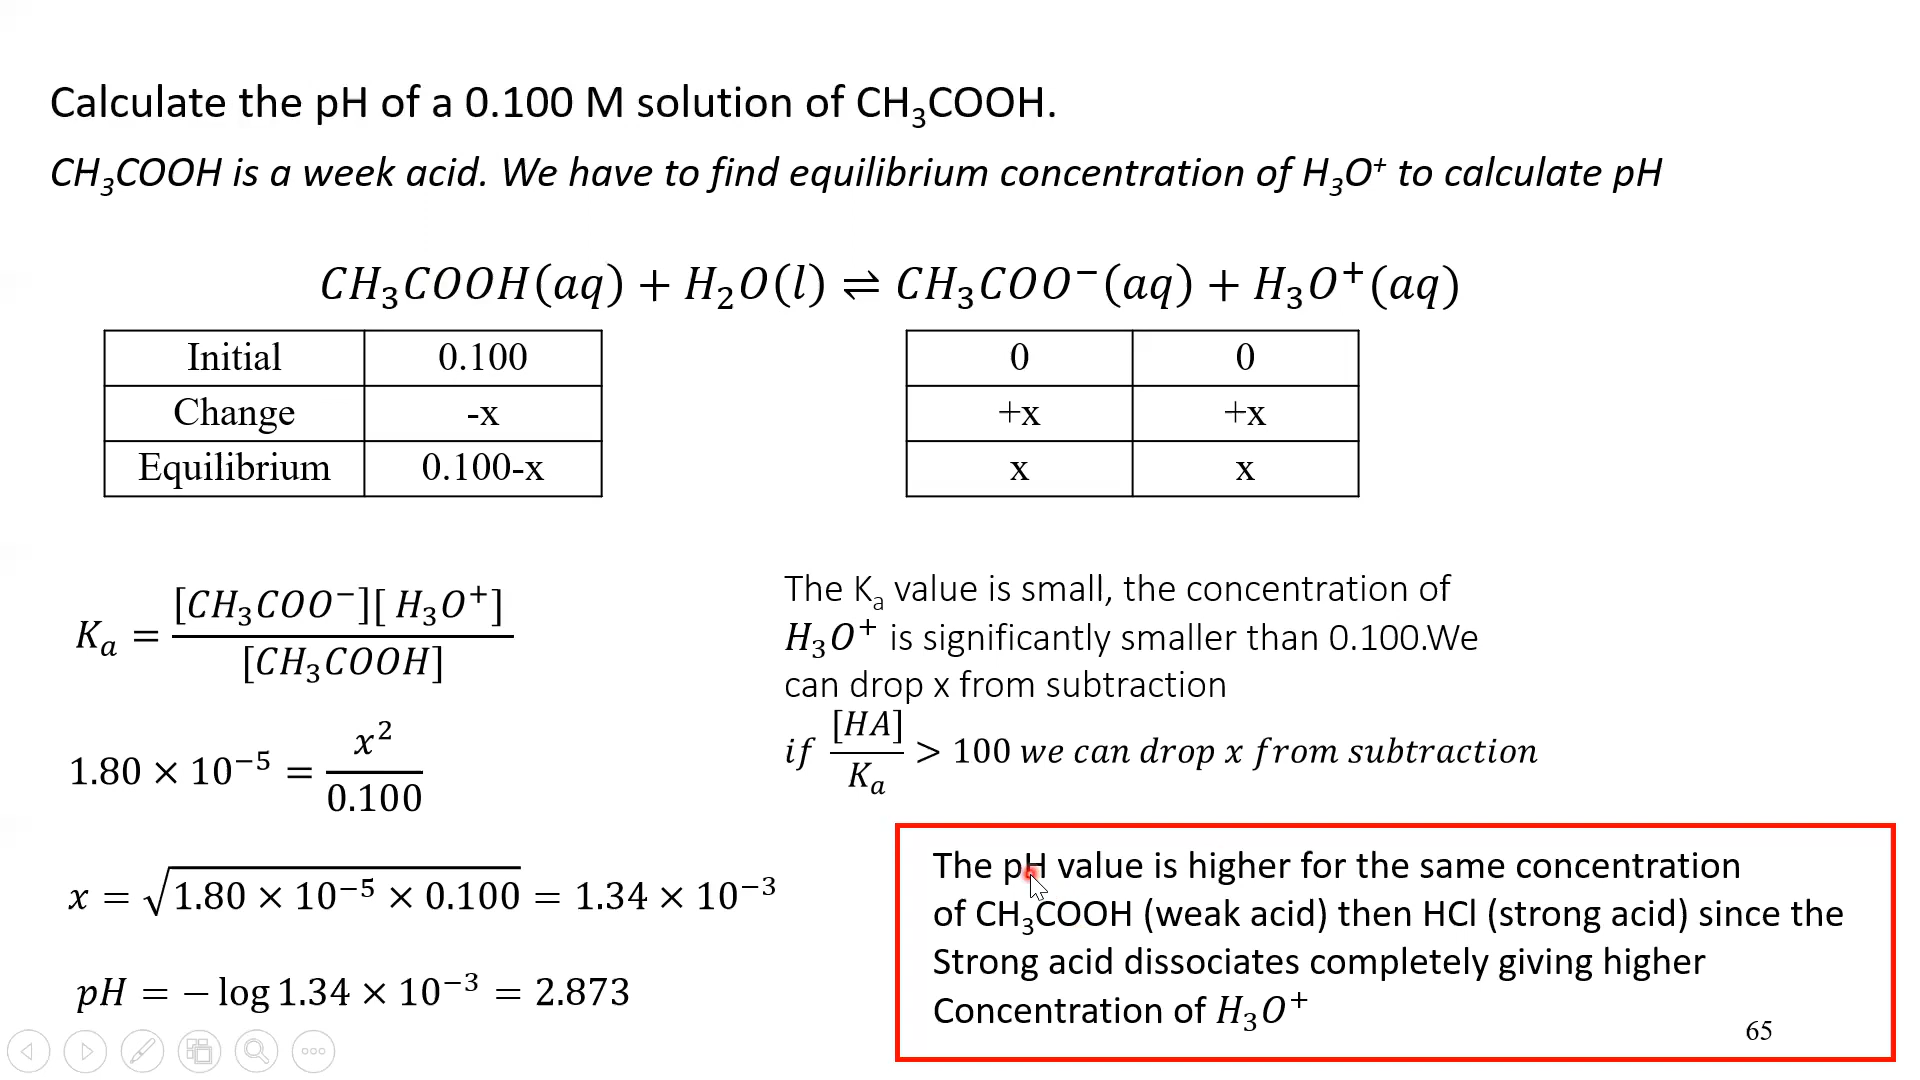 Calculate the pH of a 0.100 M solution of CH₃COOH.
CH₃COOH is a week acid. We have to find equilibrium concentration of H₃O⁺ to calculate pH
CH₃COOH(aq) + H₂O(l) ⇌ CH₃COO⁻(aq) + H₃O⁺(aq)
Initial 0.100 0 0
Change -x +x +x
Equilibrium 0.100-x x x
Kₐ = [CH₃COO⁻][ H₃O⁺] / [CH₃COOH]
1.80 × 10⁻⁵ = x² / 0.100
x = √(1.80 × 10⁻⁵ × 0.100) = 1.34 × 10⁻³
pH = − log 1.34 × 10⁻³ = 2.873
The Kₐ value is small, the concentration of
H₃O⁺ is significantly smaller than 0.100.We
can drop x from subtraction
if [HA] / Kₐ > 100 we can drop x from subtraction
The pH value is higher for the same concentration
of CH₃COOH (weak acid) then HCl (strong acid) since the
Strong acid dissociates completely giving higher
Concentration of H₃O⁺
65